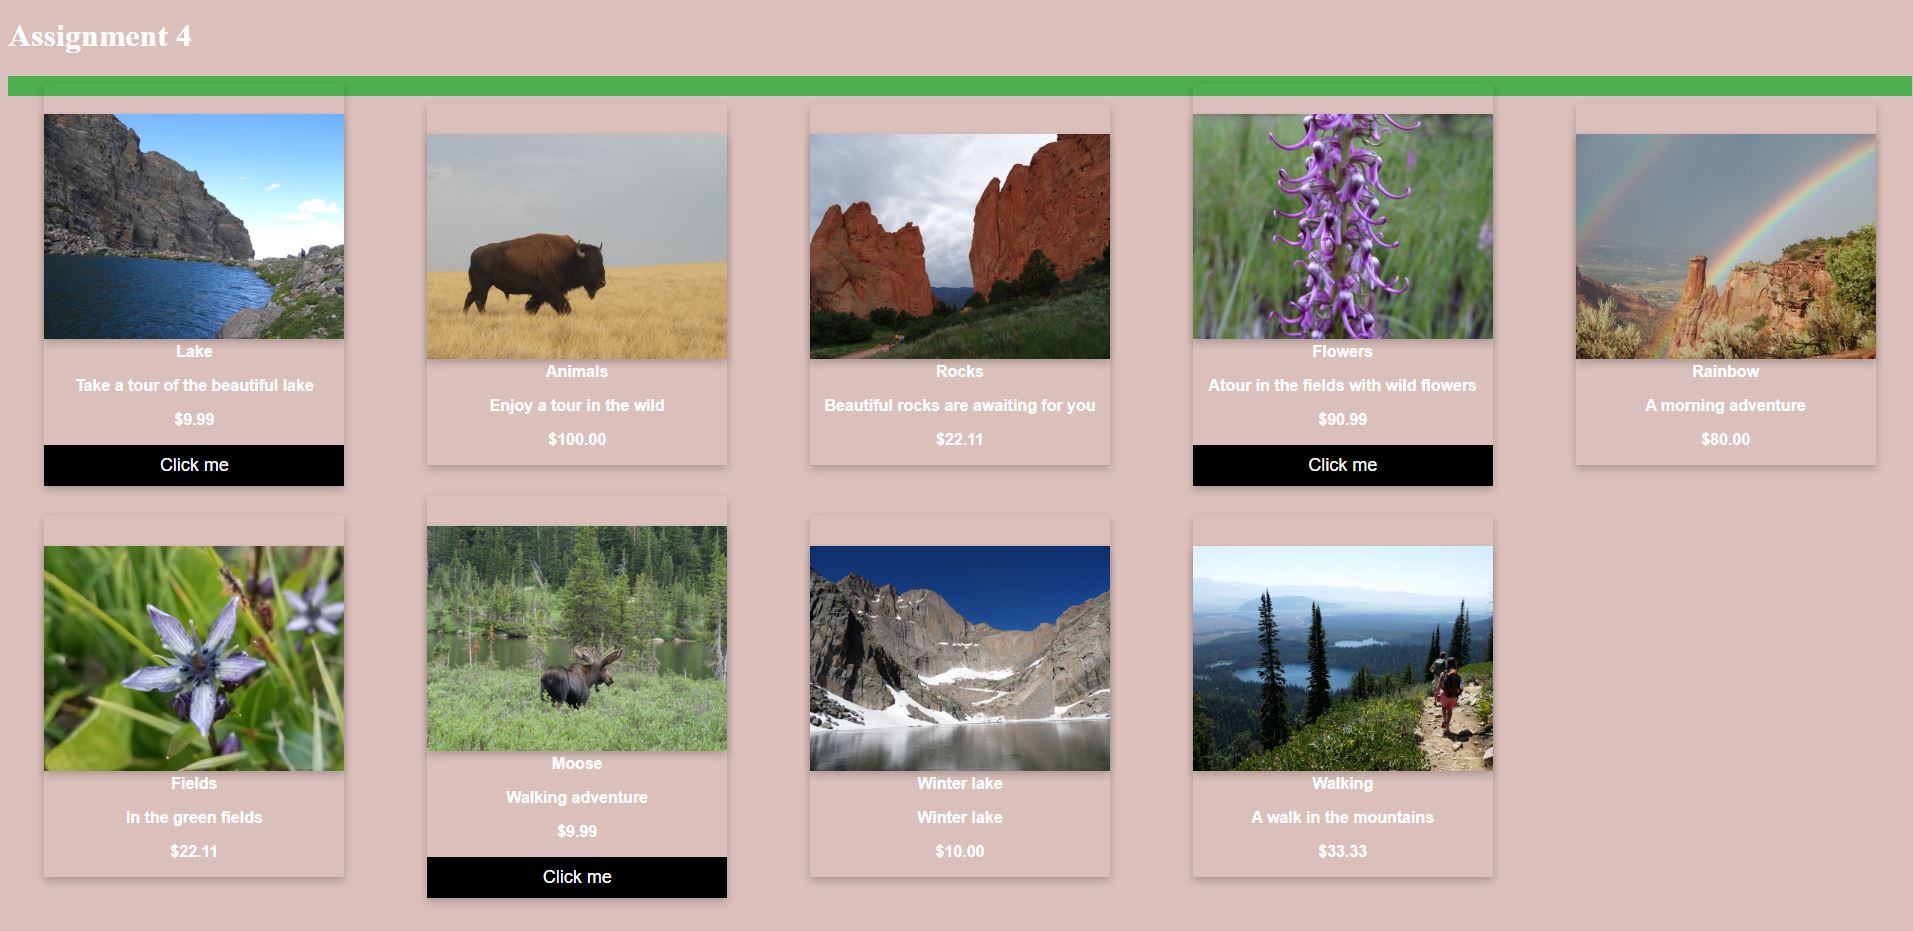 Assignment 4
Lake
Take a tour of the beautiful lake
$9.99
Click me
Animals
Enjoy a tour in the wild
$100.00
Rocks
Beautiful rocks are awaiting for you
$22.11
Flowers
Atour in the fields with wild flowers
$90.99
Click me
Rainbow
A morning adventure
$80.00
Fields
In the green fields
$22.11
Moose
Walking adventure
$9.99
Click me
Winter lake
Winter lake
$10.00
Walking
A walk in the mountains
$33.33